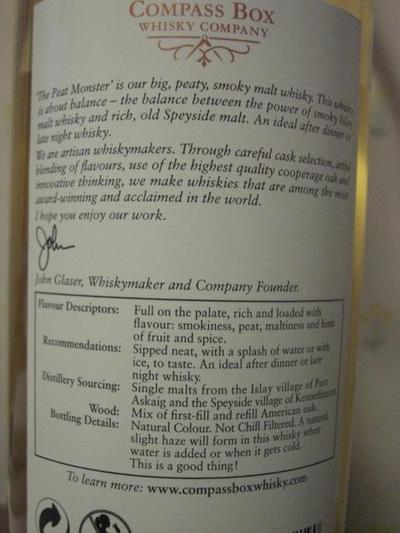 COMPASS BOX
WHISKY COMPANY
'The Peat Monster' is our big, peaty, smoky malt whisky. This whisky
is about balance – the balance between the power of smoky Islay
malt whisky and rich, old Speyside malt. An ideal after dinner or
late night whisky.
We are artisan whiskymakers. Through careful cask selection, artful
blending of flavours, use of the highest quality cooperage oak and
innovative thinking, we make whiskies that are among the most
award-winning and acclaimed in the world.
I hope you enjoy our work.
John
John Glaser, Whiskymaker and Company Founder.
Flavour Descriptors: Full on the palate, rich and loaded with
flavour: smokiness, peat, maltiness and hints
of fruit and spice.
Recommendations: Sipped neat, with a splash of water or with
ice, to taste. An ideal after dinner or late
night whisky.
Distillery Sourcing: Single malts from the Islay village of Port
Askaig and the Speyside village of
Wood: Mix of first-fill and refill American oak.
Bottling Details: Natural Colour. Not Chill Filtered. A natural,
slight haze will form in this whisky when
water is added or when it gets cold.
This is a good thing!
To learn more: www.compassboxwhisky.com